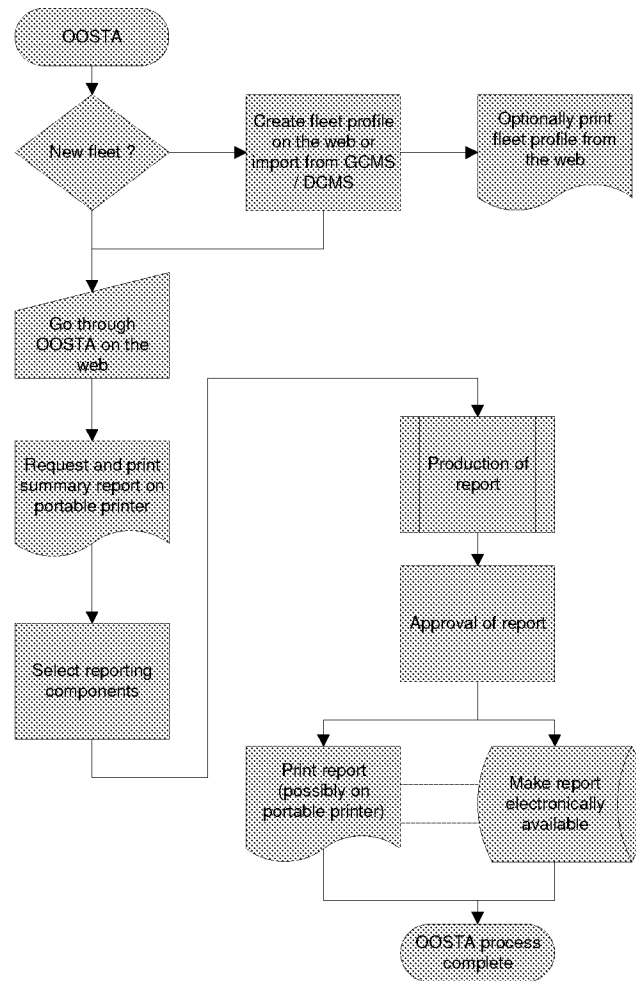 OOSTA
New fleet ?
Create fleet profile
on the web or
import from GCMS
/ DCMS
Optionally print
fleet profile from
the web
Go through
OOSTA on the
web
Request and print
summary report on
portable printer
Select reporting
components
Production of
report
Approval of report
Print report
(possibly on
portable printer)
Make report
electronically
available
OOSTA process
complete